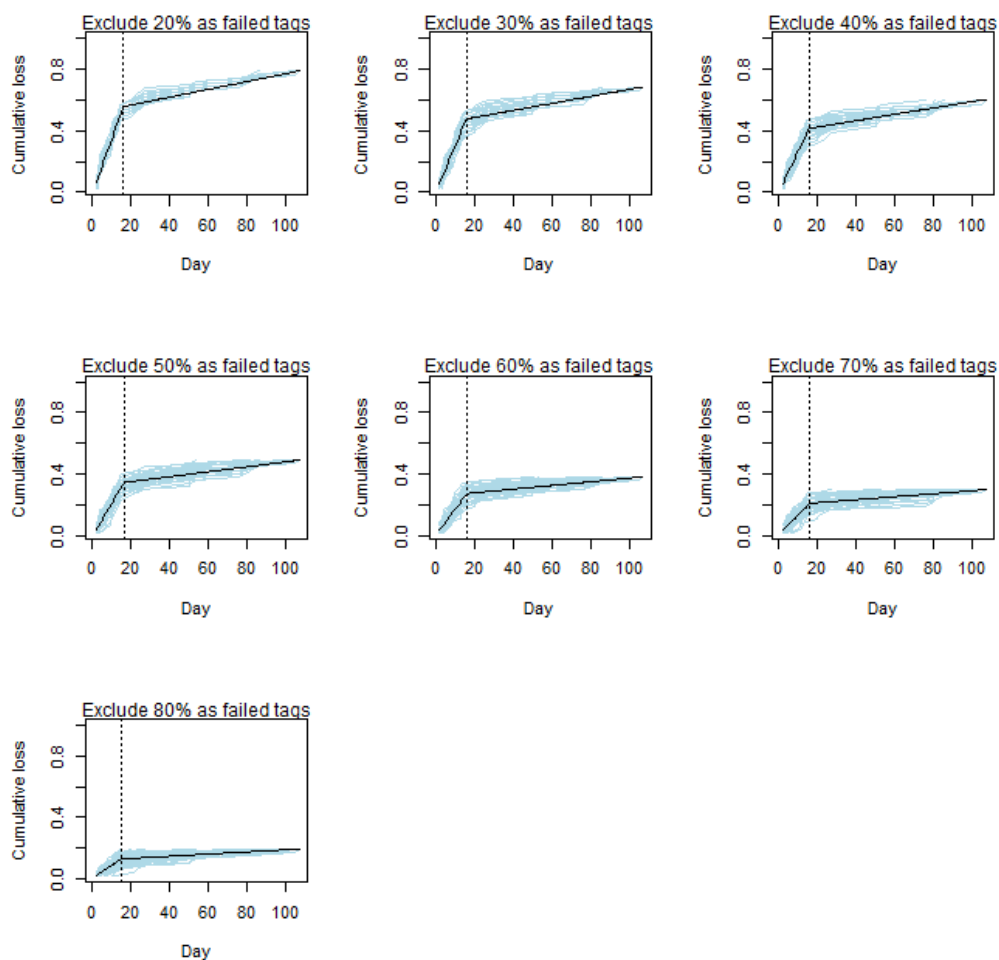 Exclude 20% as failed tags
Cumulative loss
0.0 0.4 0.8
0 20 40 60 80 100
Day
Exclude 30% as failed tags
Cumulative loss
0.0 0.4 0.8
0 20 40 60 80 100
Day
Exclude 40% as failed tags
Cumulative loss
0.0 0.4 0.8
0 20 40 60 80 100
Day
Exclude 50% as failed tags
Cumulative loss
0.0 0.4 0.8
0 20 40 60 80 100
Day
Exclude 60% as failed tags
Cumulative loss
0.0 0.4 0.8
0 20 40 60 80 100
Day
Exclude 70% as failed tags
Cumulative loss
0.0 0.4 0.8
0 20 40 60 80 100
Day
Exclude 80% as failed tags
Cumulative loss
0.0 0.4 0.8
0 20 40 60 80 100
Day